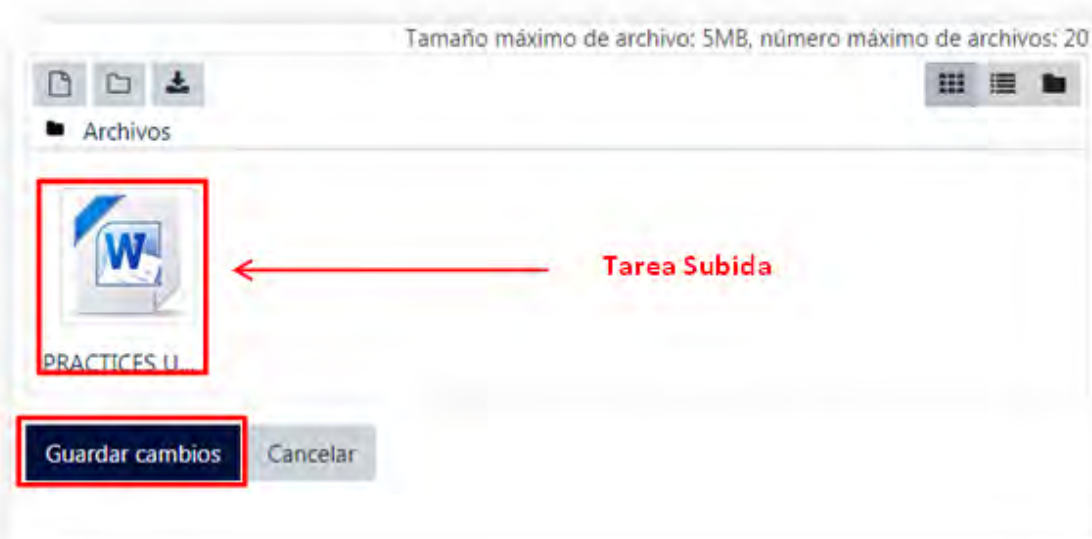 Tamaño máximo de archivo: 5MB, número máximo de archivos: 20
Archivos
W
Tarea Subida
PRACTICES U...
Guardar cambios Cancelar